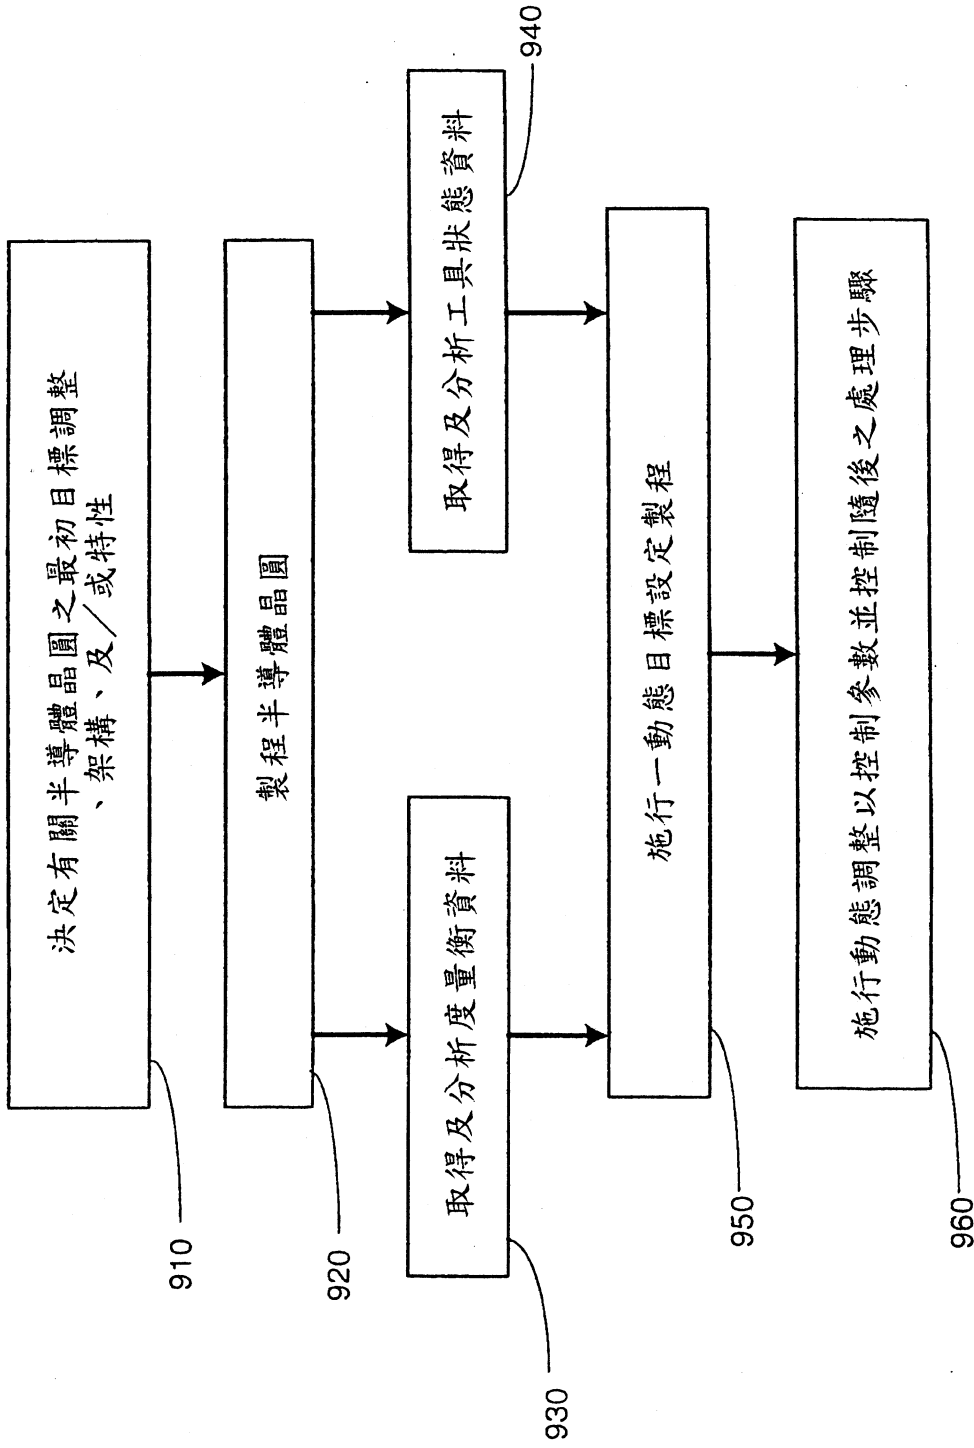 決定有關半導體晶圓之最初目標調整
、架構、及／或特性
910
製程半導體晶圓
920
取得及分析度量衡資料
930
取得及分析工具狀態資料
940
施行一動態目標設定製程
950
施行動態調整以控制參數並控制隨後之處理步驟
960